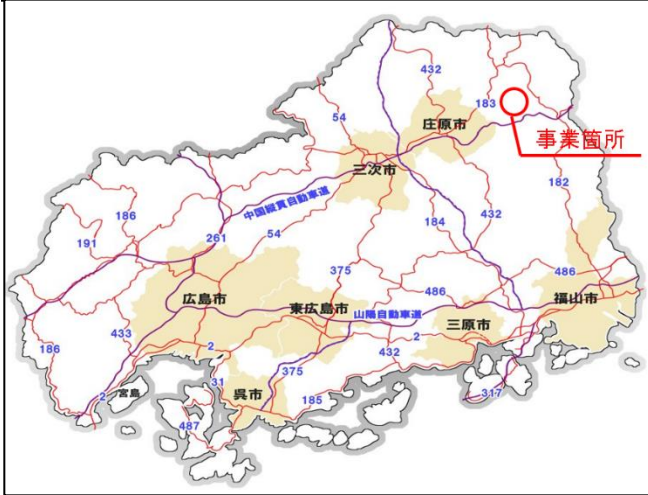 432
183
庄原市
事業箇所
54
三次市
182
中国縦貫自動車道
186
184
432
191
261
54
375
486
486
広島市
東広島市
山陽自動車道
三原市
福山市
433
186
2
2
432
375
31
2
宮島
呉市
185
317
487